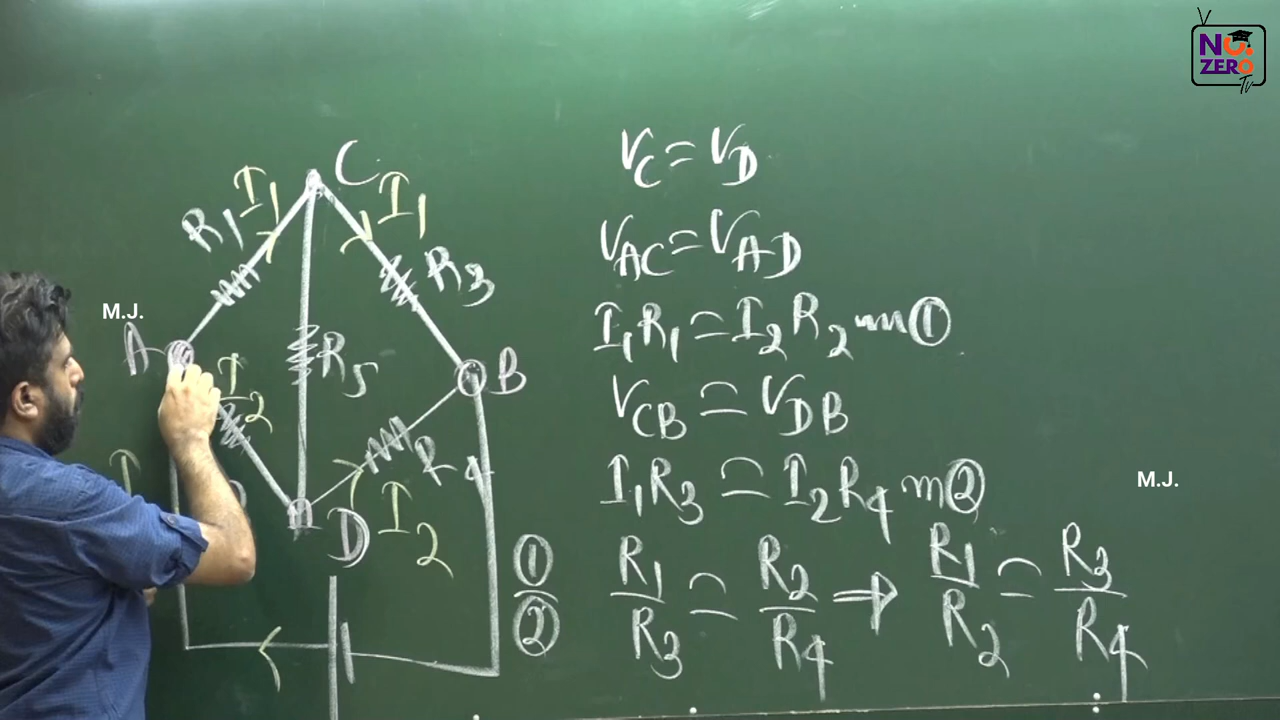 NO.
ZERO
TV
C
I1
I1
R1
R3
M.J.
A
R5
I2
B
R4
I
D
I2
VC = VD
VAC = VAD
I1R1 = I2R2 ①
VCB = VDB
I1R3 = I2R4 ②
M.J.
①/② R1/R3 = R2/R4 ⇒ R1/R2 = R3/R4